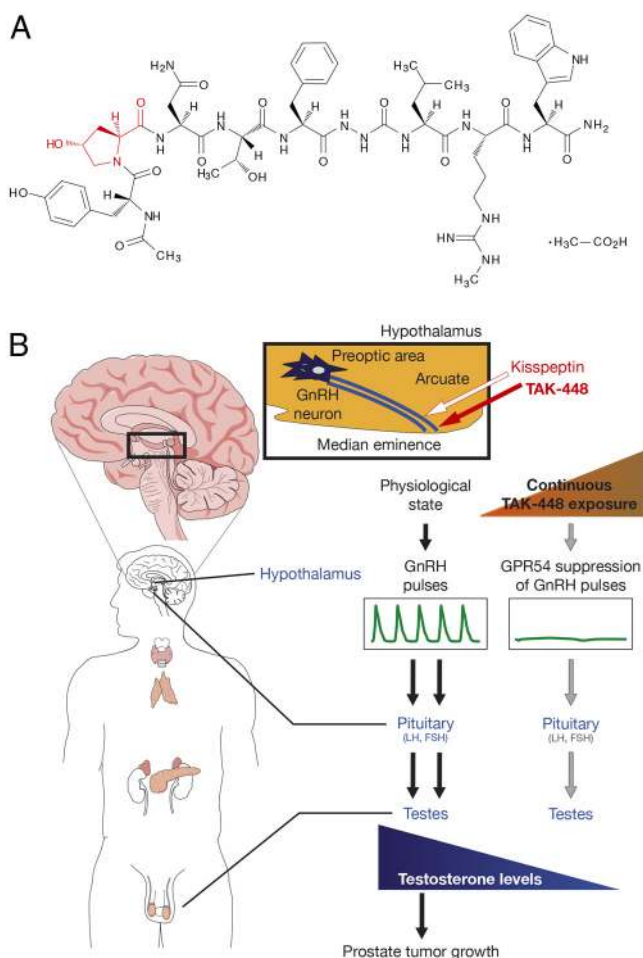 A
H₂N
O
NH
HO
O
H
N
H
O
O
N
H
H₃C
OH
H
N
H
O
H
N
N
H
O
H
N
H
CH₃
H₃C
O
H
N
H
O
NH₂
N
O
HO
H
NH
O
CH₃
NH
HN
NH
HN
CH₃
·H₃C–CO₂H
B
Hypothalamus
Preoptic area
Arcuate
GnRH
neuron
Median eminence
Kisspeptin
TAK-448
Physiological
state
Continuous
TAK-448 exposure
GnRH
pulses
GPR54 suppression
of GnRH pulses
Hypothalamus
Pituitary
(LH, FSH)
Pituitary
(LH, FSH)
Testes
Testes
Testosterone levels
Prostate tumor growth